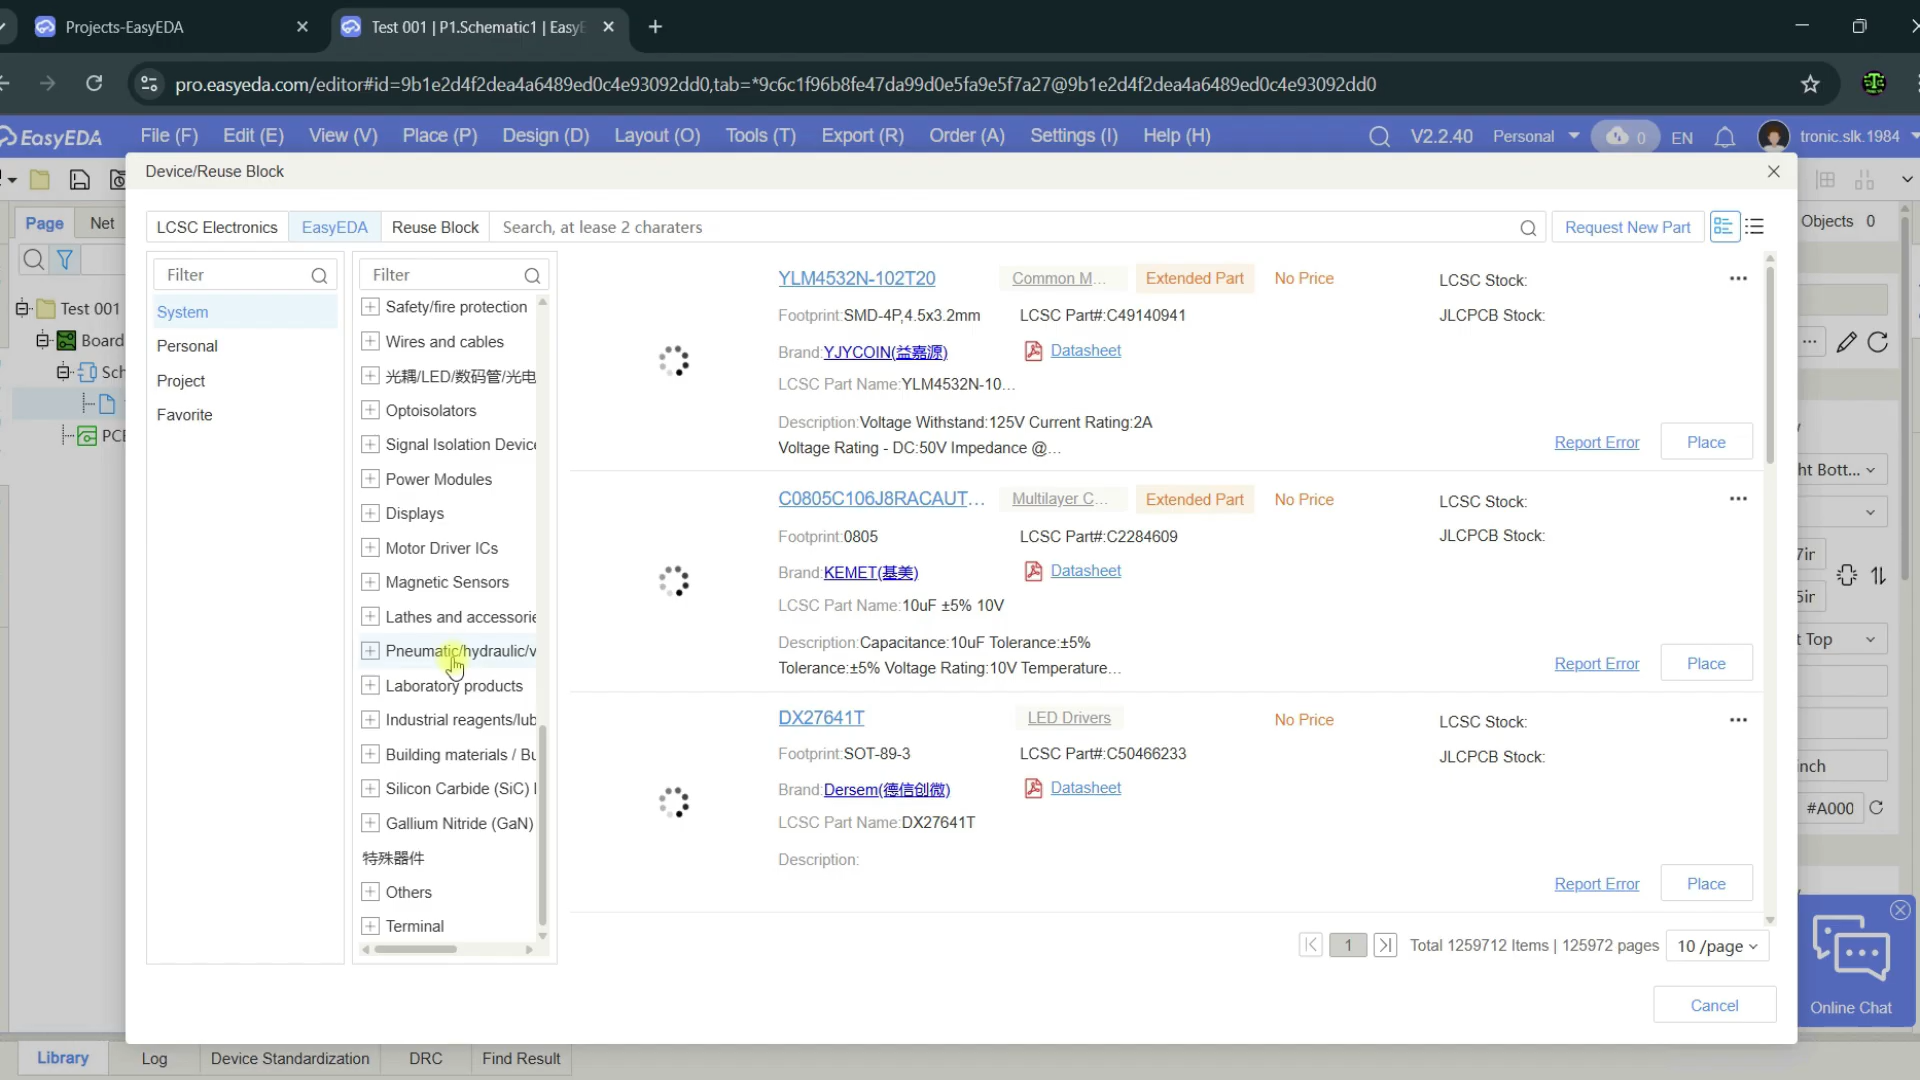 Projects-EasyEDA
Test 001 | P1.Schematic1 | EasyE
pro.easyeda.com/editor#id=9b1e2d4f2dea4a6489ed0c4e93092dd0,tab=*9c6c1f96b8fe47da99d0e5fa9e5f7a27@9b1e2d4f2dea4a6489ed0c4e93092dd0
EasyEDA File (F) Edit (E) View (V) Place (P) Design (D) Layout (O) Tools (T) Export (R) Order (A) Settings (I) Help (H) V2.2.40 Personal 0 EN tronic.slk.1984
Device/Reuse Block
Page Net
LCSC Electronics EasyEDA Reuse Block Search, at lease 2 charaters Request New Part
Objects 0
Filter
System
Personal
Project
Favorite
Test 001
Board
Sch
PCB
Filter
Safety/fire protection
Wires and cables
光耦/LED/数码管/光电
Optoisolators
Signal Isolation Device
Power Modules
Displays
Motor Driver ICs
Magnetic Sensors
Lathes and accessorie
Pneumatic/hydraulic/v
Laboratory products
Industrial reagents/lub
Building materials / Bu
Silicon Carbide (SiC)
Gallium Nitride (GaN)
特殊器件
Others
Terminal
YLM4532N-102T20 Common M... Extended Part No Price LCSC Stock:
Footprint:SMD-4P,4.5x3.2mm LCSC Part#:C49140941 JLCPCB Stock:
Brand:YJYCOIN(益嘉源) Datasheet
LCSC Part Name:YLM4532N-10...
Description:Voltage Withstand:125V Current Rating:2A
Voltage Rating - DC:50V Impedance @...
Report Error Place
C0805C106J8RACAUT... Multilayer C... Extended Part No Price LCSC Stock:
Footprint:0805 LCSC Part#:C2284609 JLCPCB Stock:
Brand:KEMET(基美) Datasheet
LCSC Part Name:10uF ±5% 10V
Description:Capacitance:10uF Tolerance:±5%
Tolerance:±5% Voltage Rating:10V Temperature...
Report Error Place
DX27641T LED Drivers No Price LCSC Stock:
Footprint:SOT-89-3 LCSC Part#:C50466233 JLCPCB Stock:
Brand:Dersem(德信创微) Datasheet
LCSC Part Name:DX27641T
Description:
Report Error Place
1 Total 1259712 Items | 125972 pages 10 /page
Cancel
ht Bott...
7in
5in
t Top
inch
#A000
Online Chat
Library Log Device Standardization DRC Find Result